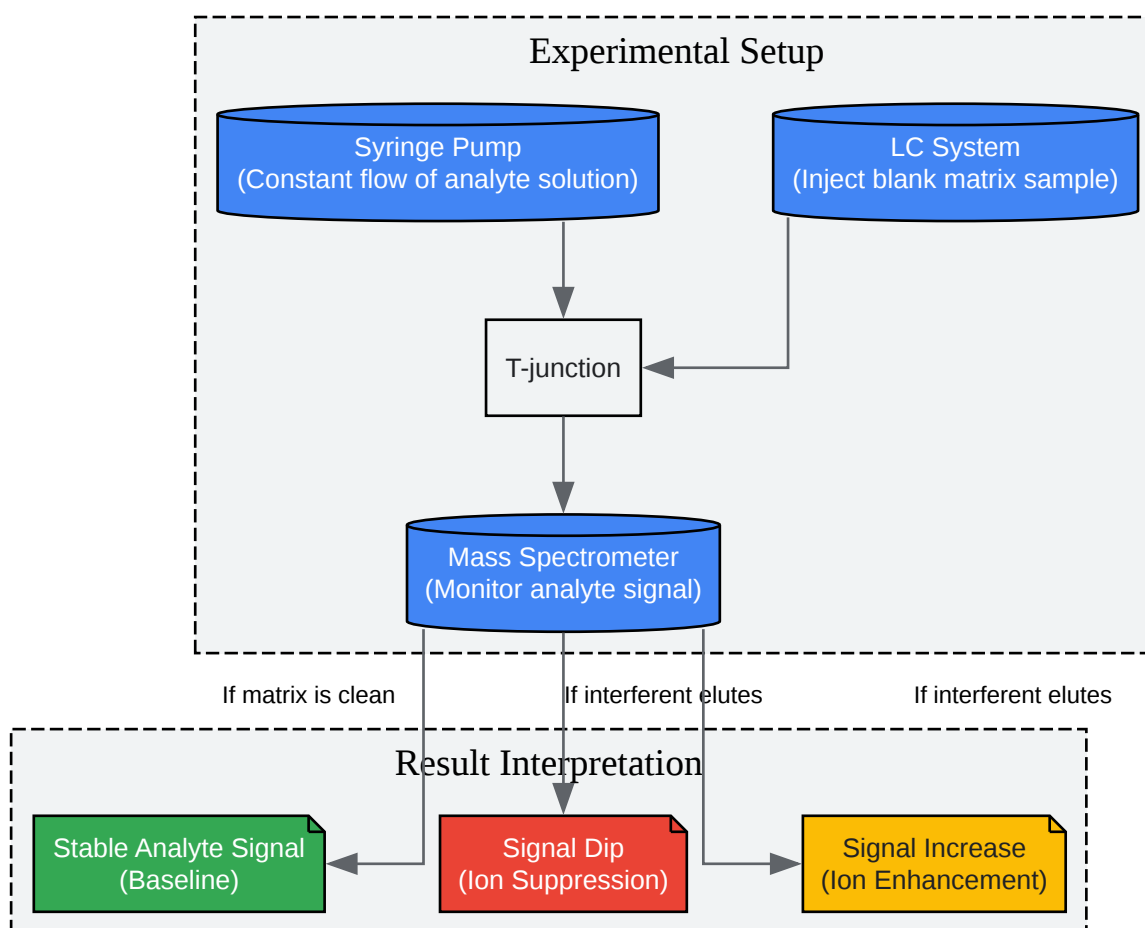 Experimental Setup
Syringe Pump
(Constant flow of analyte solution)
LC System
(Inject blank matrix sample)
T-junction
Mass Spectrometer
(Monitor analyte signal)
If matrix is clean
If interferent elutes
If interferent elutes
Result Interpretation
Stable Analyte Signal
(Baseline)
Signal Dip
(Ion Suppression)
Signal Increase
(Ion Enhancement)